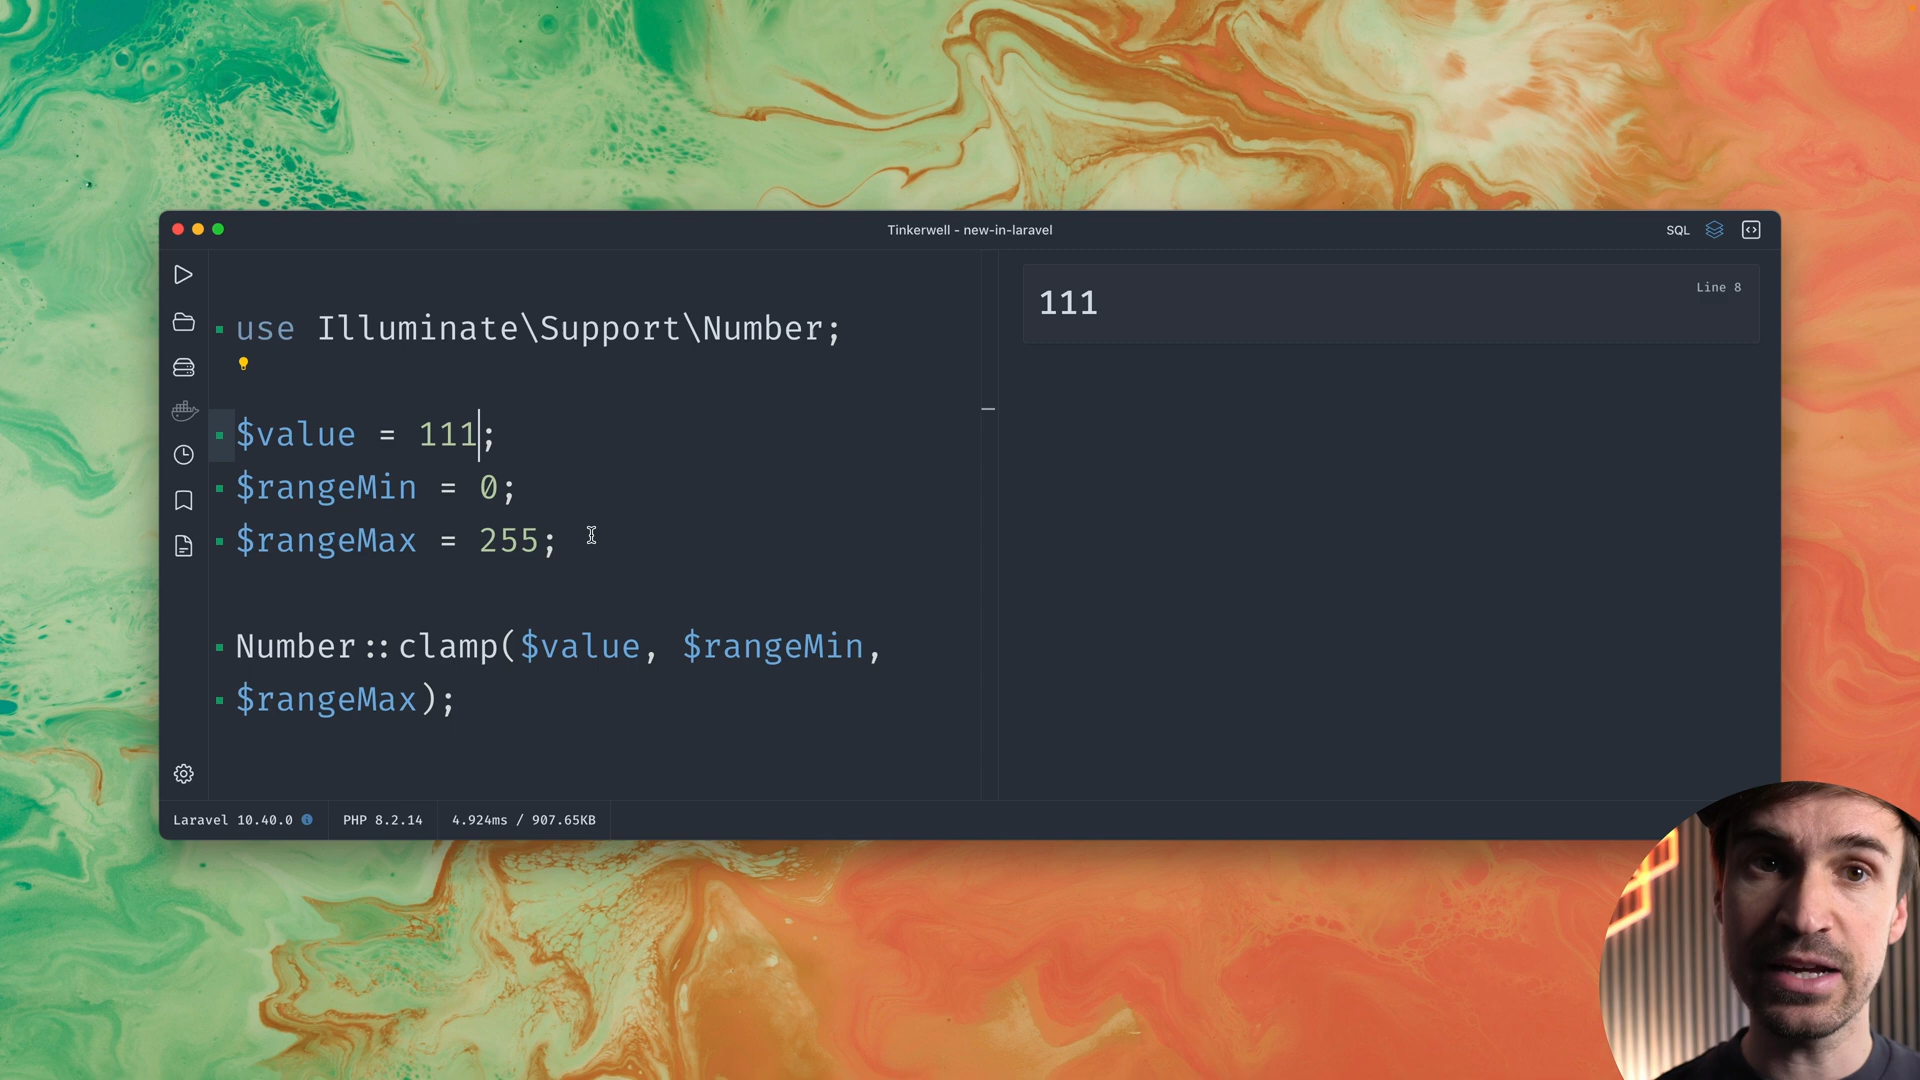 Tinkerwell - new-in-laravel
SQL
use Illuminate\Support\Number;
$value = 111;
$rangeMin = 0;
$rangeMax = 255;
Number::clamp($value, $rangeMin,
$rangeMax);
111
Line 8
Laravel 10.40.0
PHP 8.2.14
4.924ms / 907.65KB